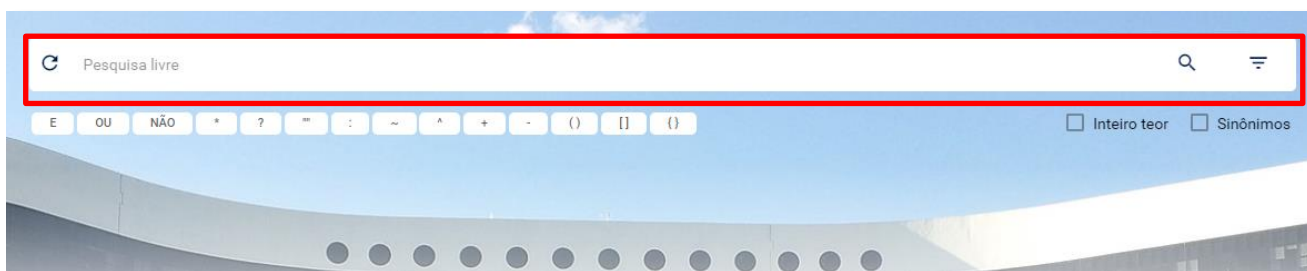 Pesquisa livre
E OU NÃO * ? "" : ~ ^ + - () [] {} Inteiro teor Sinônimos